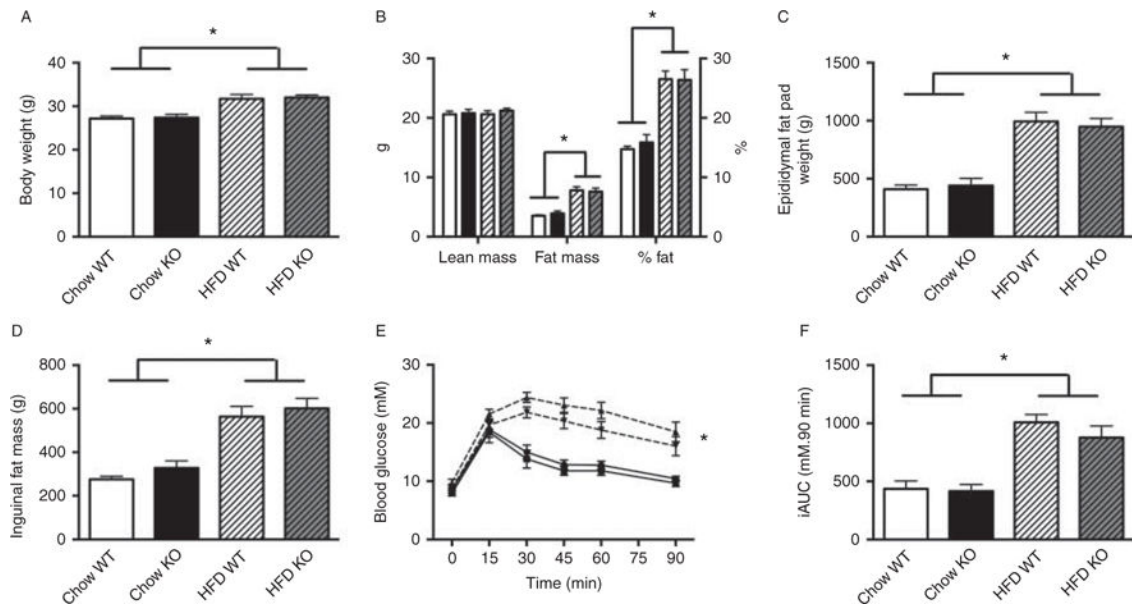 A
*
Body weight (g)
40
30
20
10
0
Chow WT
Chow KO
HFD WT
HFD KO
B
*
*
g
30
20
10
0
30
20
10
0
%
Lean mass
Fat mass
% fat
C
*
Epididymal fat pad
weight (g)
1500
1000
500
0
Chow WT
Chow KO
HFD WT
HFD KO
D
*
Inguinal fat mass (g)
800
600
400
200
0
Chow WT
Chow KO
HFD WT
HFD KO
E
Blood glucose (mM)
30
20
10
0
*
0 15 30 45 60 75 90
Time (min)
F
*
iAUC (mM.90 min)
1500
1000
500
0
Chow WT
Chow KO
HFD WT
HFD KO